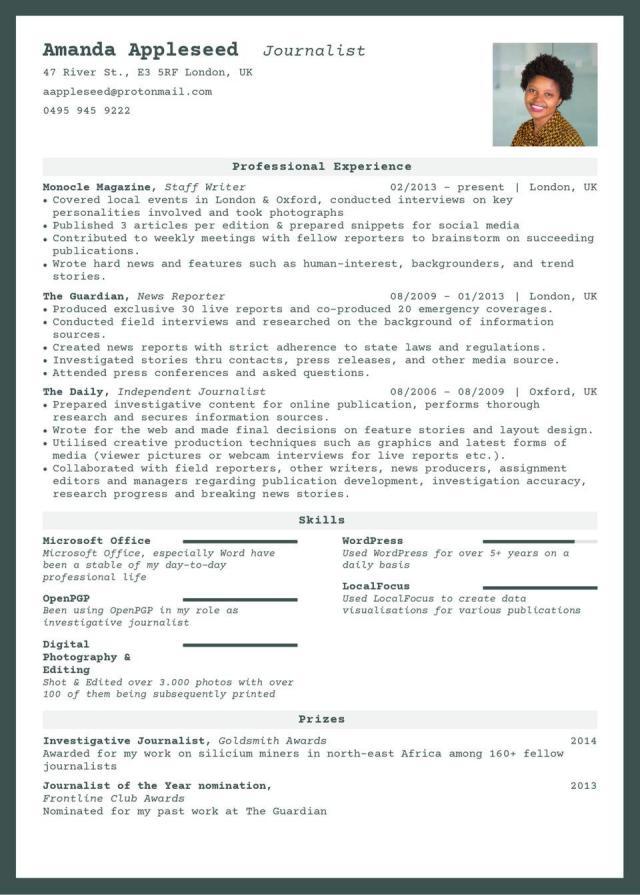 Amanda Appleseed Journalist
47 River St., E3 5RF London, UK
aappleseed@protonmail.com
0495 945 9222
Professional Experience
Monocle Magazine, Staff Writer 02/2013 - present | London, UK
• Covered local events in London & Oxford, conducted interviews on key
personalities involved and took photographs
• Published 3 articles per edition & prepared snippets for social media
• Contributed to weekly meetings with fellow reporters to brainstorm on succeeding
publications.
• Wrote hard news and features such as human-interest, backgrounders, and trend
stories.
The Guardian, News Reporter 08/2009 - 01/2013 | London, UK
• Produced exclusive 30 live reports and co-produced 20 emergency coverages.
• Conducted field interviews and researched on the background of information
sources.
• Created news reports with strict adherence to state laws and regulations.
• Investigated stories thru contacts, press releases, and other media source.
• Attended press conferences and asked questions.
The Daily, Independent Journalist 08/2006 - 08/2009 | Oxford, UK
• Prepared investigative content for online publication, performs thorough
research and secures information sources.
• Wrote for the web and made final decisions on feature stories and layout design.
• Utilised creative production techniques such as graphics and latest forms of
media (viewer pictures or webcam interviews for live reports etc.).
• Collaborated with field reporters, other writers, news producers, assignment
editors and managers regarding publication development, investigation accuracy,
research progress and breaking news stories.
Skills
Microsoft Office
Microsoft Office, especially Word have
been a stable of my day-to-day
professional life
OpenPGP
Been using OpenPGP in my role as
investigative journalist
Digital
Photography &
Editing
Shot & Edited over 3.000 photos with over
100 of them being subsequently printed
WordPress
Used WordPress for over 5+ years on a
daily basis
LocalFocus
Used LocalFocus to create data
visualisations for various publications
Prizes
Investigative Journalist, Goldsmith Awards 2014
Awarded for my work on silicium miners in north-east Africa among 160+ fellow
journalists
Journalist of the Year nomination, 2013
Frontline Club Awards
Nominated for my past work at The Guardian